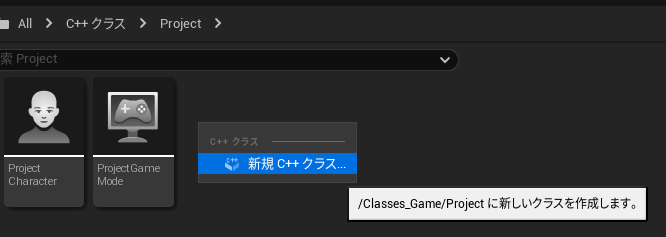 All > C++ クラス > Project >
索 Project
Project
Character
ProjectGame
Mode
C++ クラス
新規 C++ クラス...
/Classes_Game/Project に新しいクラスを作成します。